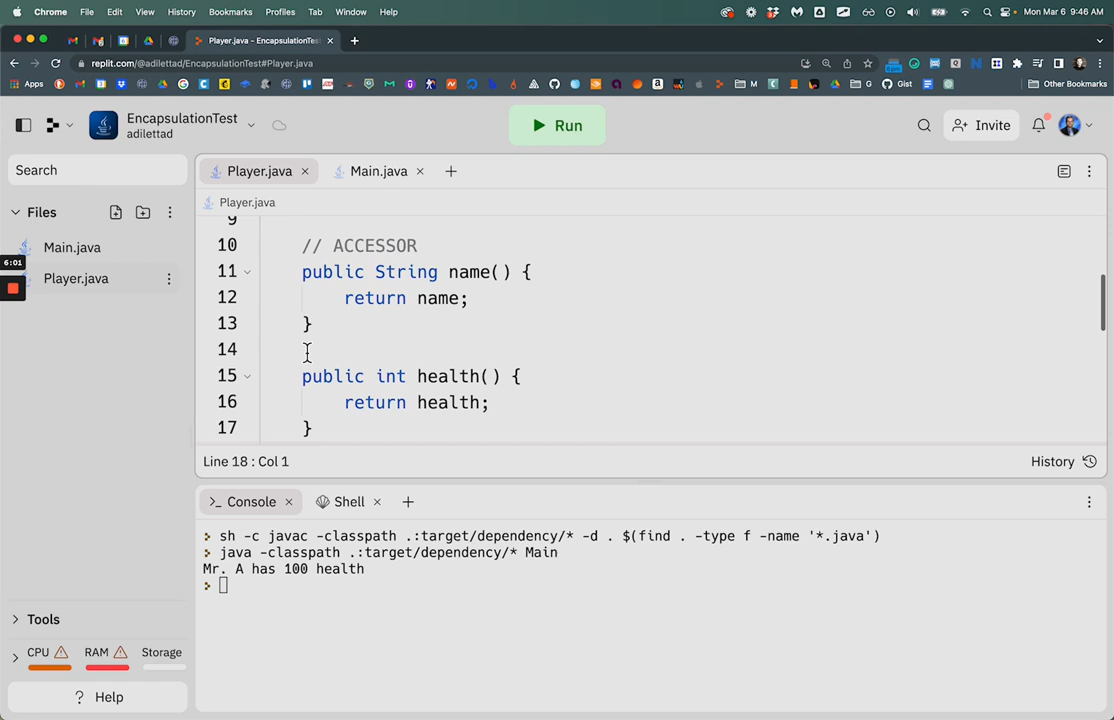 Chrome File Edit View History Bookmarks Profiles Tab Window Help Mon Mar 6 9:46 AM
Player.java - EncapsulationTest
replit.com/@adilettad/EncapsulationTest#Player.java
Apps M G Gist Other Bookmarks
EncapsulationTest
adilettad
Run
Invite
Search
Player.java Main.java
Files
Player.java
Main.java
6:01
Player.java
9
10 // ACCESSOR
11 public String name() {
12 return name;
13 }
14
15 public int health() {
16 return health;
17 }
Line 18 : Col 1
History
>_ Console Shell
sh -c javac -classpath .:target/dependency/* -d . $(find . -type f -name '*.java')
java -classpath .:target/dependency/* Main
Mr. A has 100 health
Tools
CPU RAM Storage
? Help